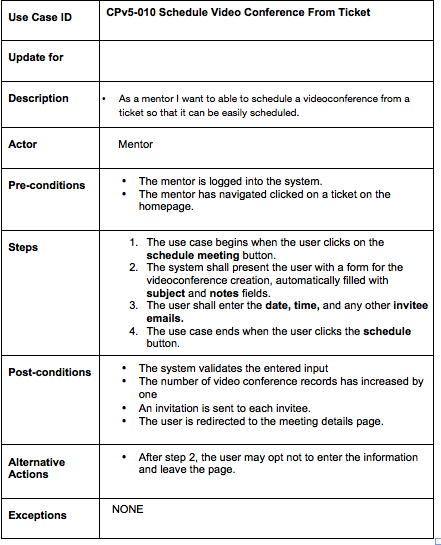 Use Case ID
CPv5-010 Schedule Video Conference From Ticket
Update for
Description
• As a mentor I want to able to schedule a videoconference from a
ticket so that it can be easily scheduled.
Actor
Mentor
Pre-conditions
• The mentor is logged into the system.
• The mentor has navigated clicked on a ticket on the
homepage.
Steps
1. The use case begins when the user clicks on the
schedule meeting button.
2. The system shall present the user with a form for the
videoconference creation, automatically filled with
subject and notes fields.
3. The user shall enter the date, time, and any other invitee
emails.
4. The use case ends when the user clicks the schedule
button.
Post-conditions
• The system validates the entered input
• The number of video conference records has increased by
one
• An invitation is sent to each invitee.
• The user is redirected to the meeting details page.
Alternative
Actions
• After step 2, the user may opt not to enter the information
and leave the page.
Exceptions
NONE